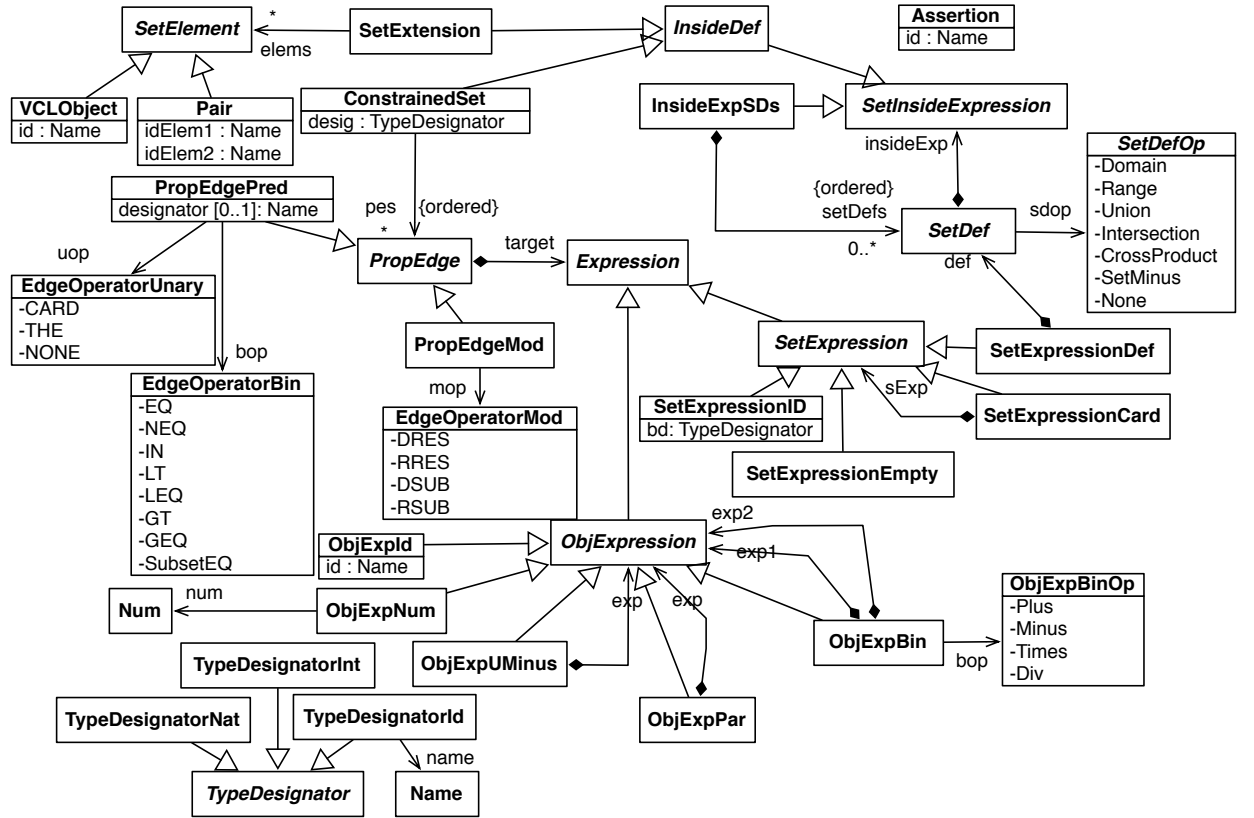 SetElement
*
elems
SetExtension
InsideDef
Assertion
id : Name
VCLObject
id : Name
Pair
idElem1 : Name
idElem2 : Name
ConstrainedSet
desig : TypeDesignator
InsideExpSDs
SetInsideExpression
insideExp
SetDefOp
-Domain
-Range
-Union
-Intersection
-CrossProduct
-SetMinus
-None
PropEdgePred
designator [0..1]: Name
pes
{ordered}
*
{ordered}
setDefs
0..*
SetDef
def
sdop
uop
PropEdge
target
Expression
EdgeOperatorUnary
-CARD
-THE
-NONE
bop
PropEdgeMod
mop
SetExpression
SetExpressionDef
sExp
EdgeOperatorBin
-EQ
-NEQ
-IN
-LT
-LEQ
-GT
-GEQ
-SubsetEQ
EdgeOperatorMod
-DRES
-RRES
-DSUB
-RSUB
SetExpressionID
bd: TypeDesignator
SetExpressionCard
SetExpressionEmpty
ObjExpId
id : Name
ObjExpression
exp2
exp1
Num
num
ObjExpNum
exp
exp
ObjExpBinOp
-Plus
-Minus
-Times
-Div
ObjExpUMinus
ObjExpBin
bop
TypeDesignatorInt
TypeDesignatorNat
TypeDesignatorId
ObjExpPar
name
TypeDesignator
Name